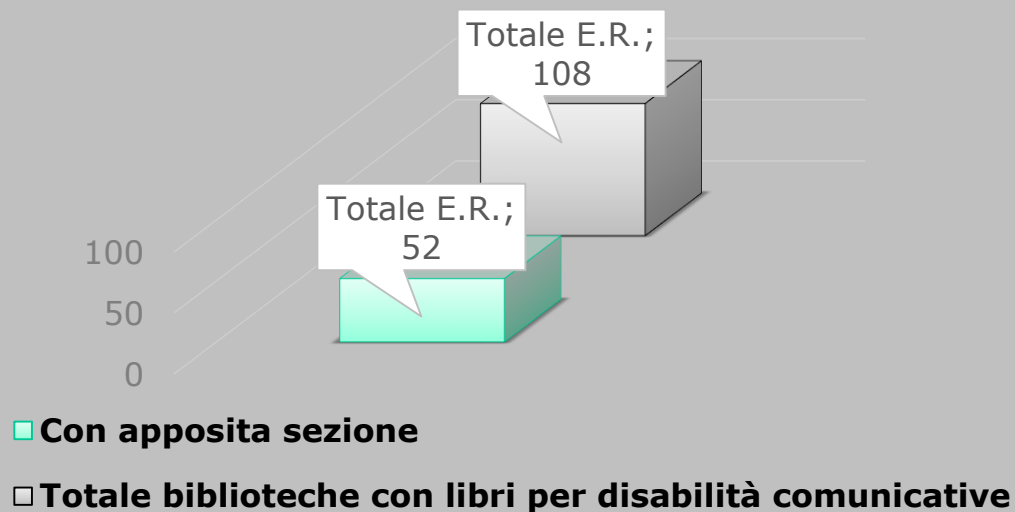 Totale E.R.;
108
Totale E.R.;
52
100
50
0
Con apposita sezione
Totale biblioteche con libri per disabilità comunicative